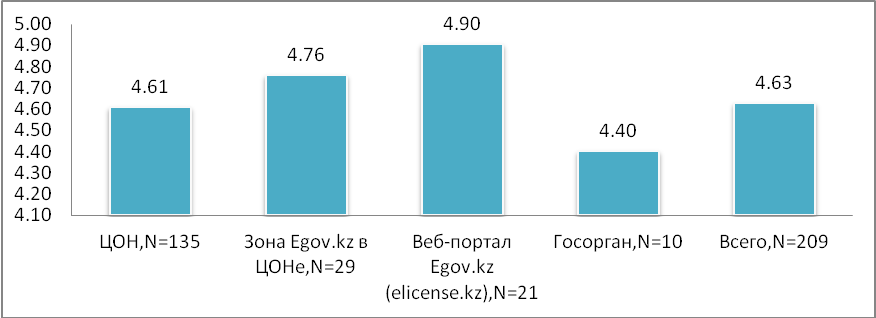 5.00
4.90
4.80
4.70
4.60
4.50
4.40
4.30
4.20
4.10
4.61
4.76
4.90
4.40
4.63
ЦОН,N=135
Зона Egov.kz в
ЦОНе,N=29
Веб-портал
Egov.kz
(elicense.kz),N=21
Госорган,N=10
Всего,N=209